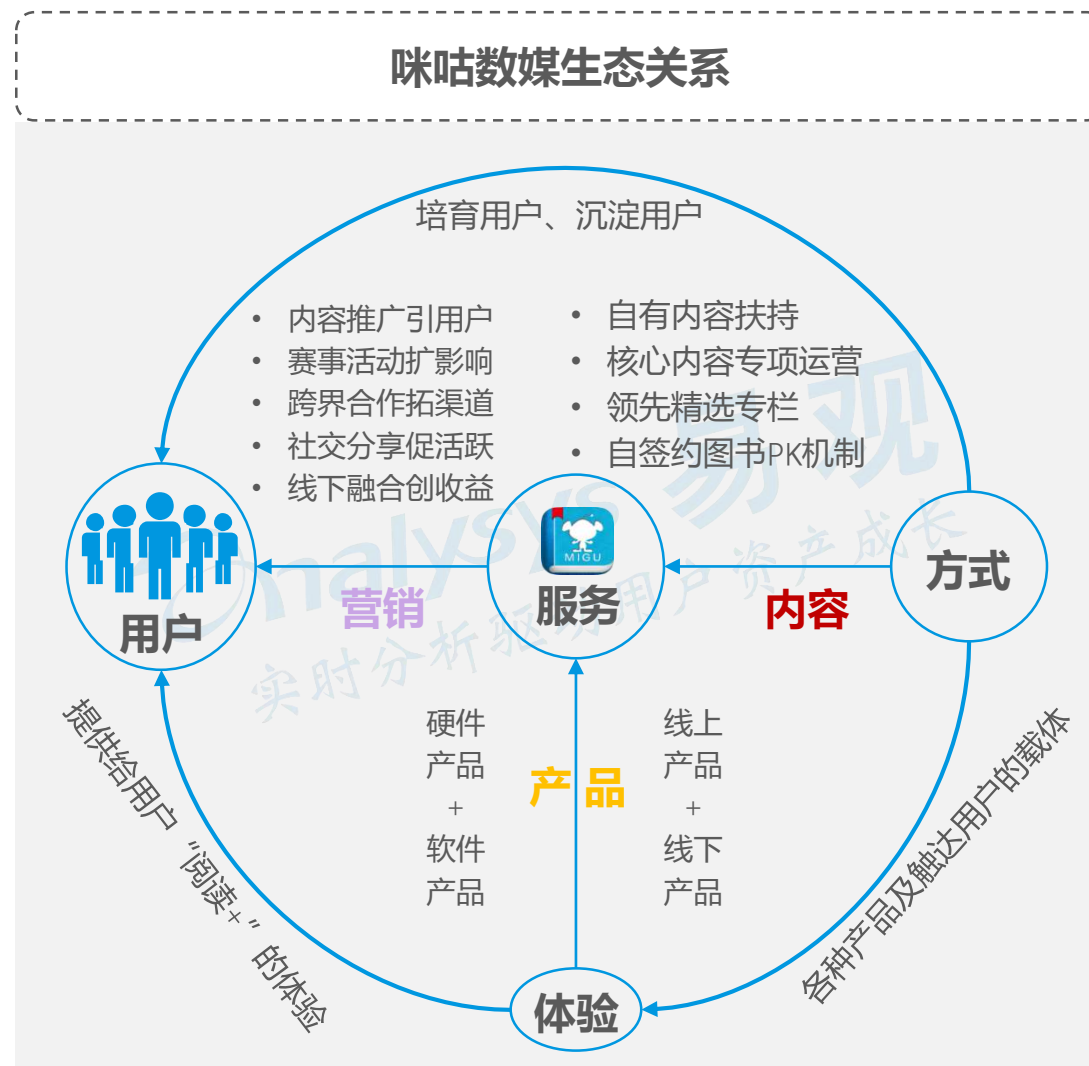 咪咕数媒生态关系
培育用户、沉淀用户
• 内容推广引用户
• 赛事活动扩影响
• 跨界合作拓渠道
• 社交分享促活跃
• 线下融合创收益
• 自有内容扶持
• 核心内容专项运营
• 领先精选专栏
• 自签约图书PK机制
用户
营销
MIGU
服务
内容
方式
nalysys 易观
实时分析驱动用户资产成长
提供给用户“阅读+”的体验
硬件
产品
+
软件
产品
产品
线上
产品
+
线下
产品
各种产品及触达用户的载体
体验